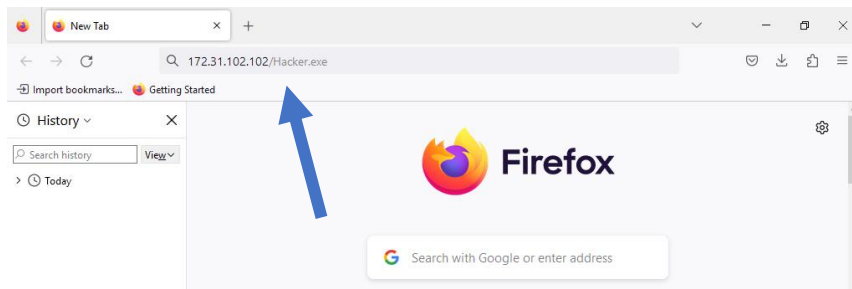 New Tab
172.31.102.102/Hacker.exe
Import bookmarks... Getting Started
History
Search history View
Today
Firefox
Search with Google or enter address